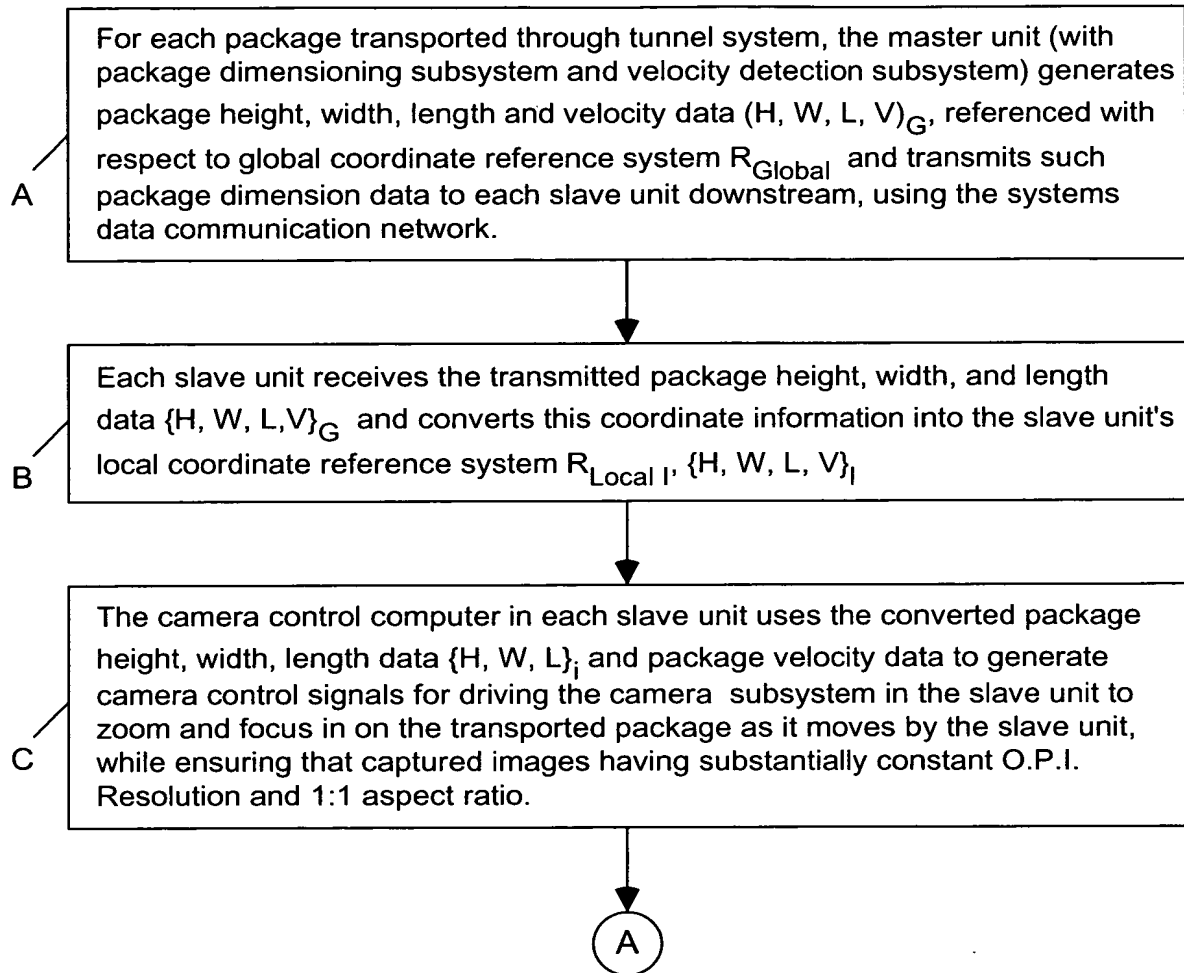 For each package transported through tunnel system, the master unit (with
package dimensioning subsystem and velocity detection subsystem) generates
package height, width, length and velocity data (H, W, L, V)G, referenced with
respect to global coordinate reference system RGlobal and transmits such
package dimension data to each slave unit downstream, using the systems
data communication network.
A
Each slave unit receives the transmitted package height, width, and length
data {H, W, L,V}G and converts this coordinate information into the slave unit's
local coordinate reference system RLocal I, {H, W, L, V}I
B
The camera control computer in each slave unit uses the converted package
height, width, length data {H, W, L}i and package velocity data to generate
camera control signals for driving the camera subsystem in the slave unit to
zoom and focus in on the transported package as it moves by the slave unit,
while ensuring that captured images having substantially constant O.P.I.
Resolution and 1:1 aspect ratio.
C
A